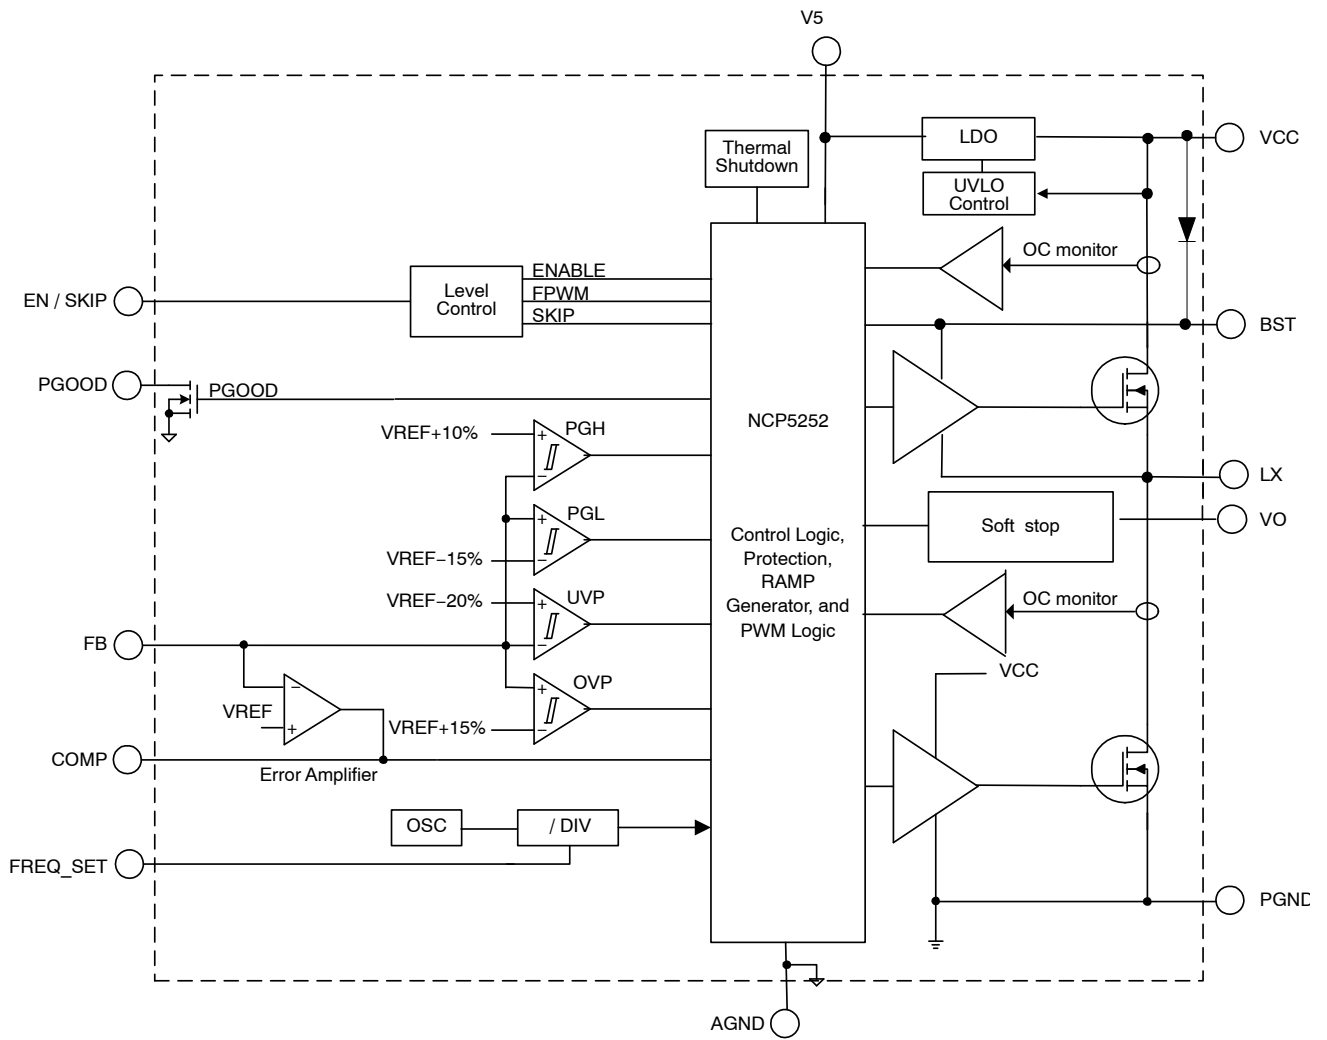 V5
LDO
VCC
Thermal
Shutdown
UVLO
Control
OC monitor
ENABLE
EN / SKIP
Level
Control
FPWM
SKIP
BST
PGOOD
PGOOD
NCP5252
VREF+10%
PGH
LX
PGL
Soft stop
VO
VREF−15%
Control Logic,
Protection,
RAMP
Generator, and
PWM Logic
VREF−20%
UVP
OC monitor
FB
VCC
OVP
VREF
VREF+15%
COMP
Error Amplifier
OSC
/ DIV
FREQ_SET
PGND
AGND